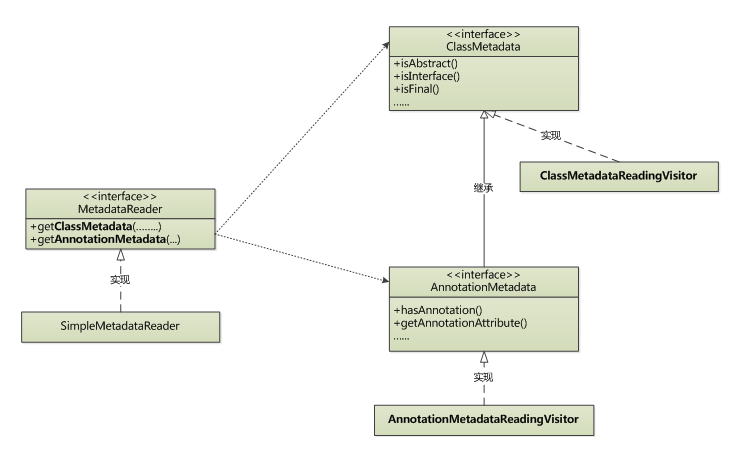 <<interface>>
ClassMetadata
+isAbstract()
+isInterface()
+isFinal()
……
实现
ClassMetadataReadingVisitor
继承
<<interface>>
MetadataReader
+getClassMetadata(……..)
+getAnnotationMetadata(...)
实现
SimpleMetadataReader
<<interface>>
AnnotationMetadata
+hasAnnotation()
+getAnnotationAttribute()
……
实现
AnnotationMetadataReadingVisitor